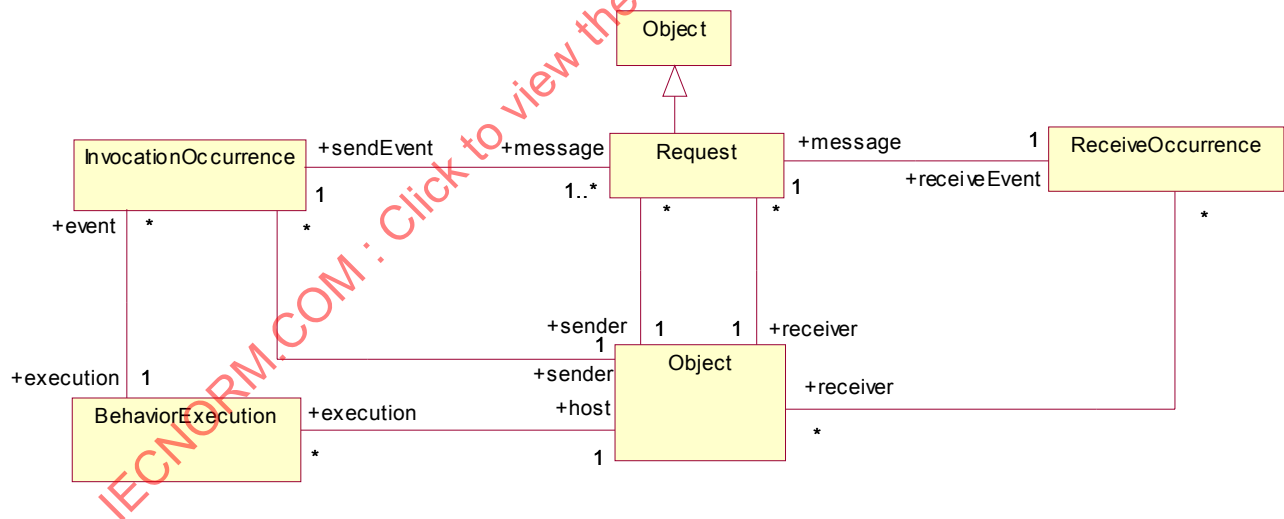 Object
InvocationOccurrence
+sendEvent
+message
Request
+message
1
ReceiveOccurrence
1
1..*
1
+receiveEvent
+event
*
*
*
*
*
+sender
1
1
+receiver
1
Object
+sender
+execution
1
+receiver
BehaviorExecution
+execution
+host
*
*
1
IECNORM.COM : Click to view the